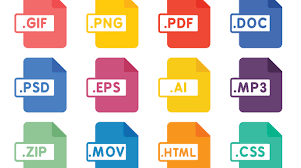 .GIF .PNG .PDF .DOC
.PSD .EPS .AI .MP3
.ZIP .MOV .HTML .CSS